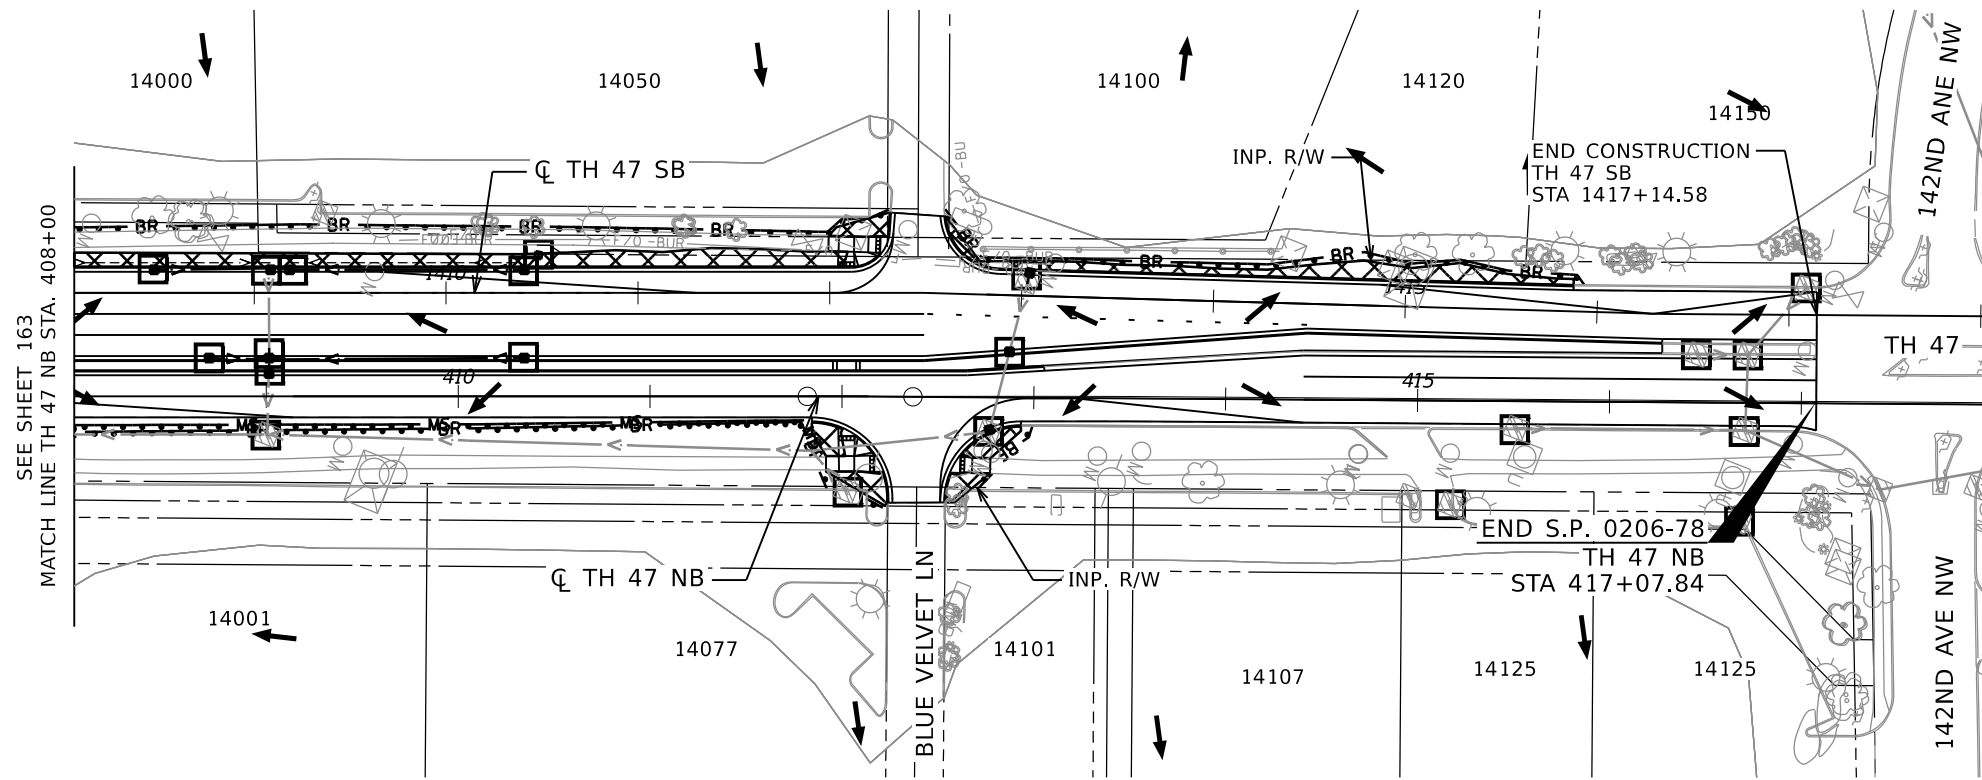 14000
14050
14100
14120
14150
142ND ANE NW
INP. R/W
END CONSTRUCTION
TH 47 SB
STA 1417+14.58
℄ TH 47 SB
BR
BR
BR
BR
BR
BR
BR
BR
1410
1415
SEE SHEET 163
MATCH LINE TH 47 NB STA. 408+00
TH 47
410
415
℄ TH 47 NB
INP. R/W
END S.P. 0206-78
TH 47 NB
STA 417+07.84
BLUE VELVET LN
142ND AVE NW
14001
14077
14101
14107
14125
14125